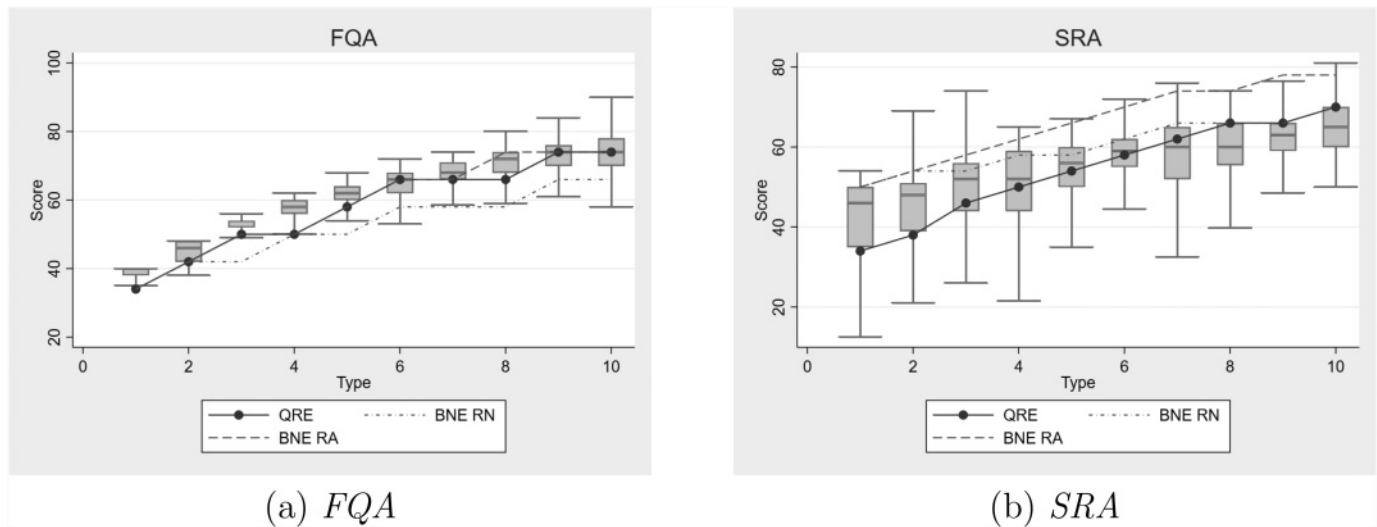 FQA
Score
100
80
60
40
20
0 2 4 6 8 10
Type
QRE BNE RN
BNE RA
(a) FQA
SRA
Score
80
60
40
20
0 2 4 6 8 10
Type
QRE BNE RN
BNE RA
(b) SRA